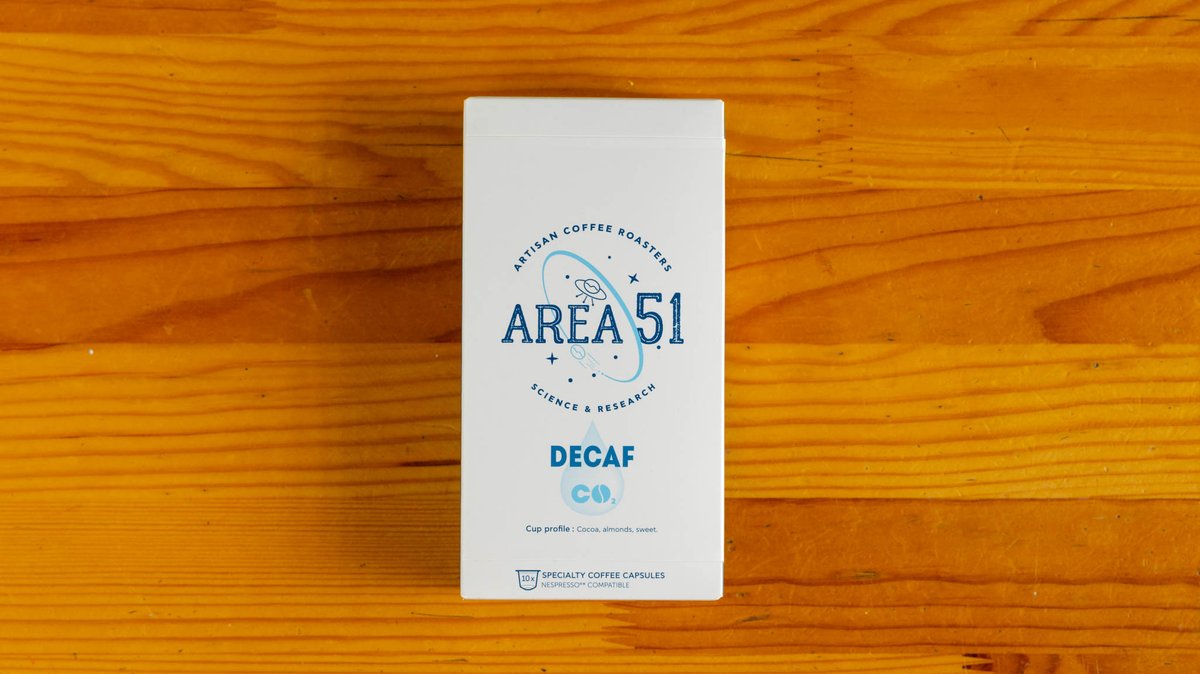 ARTISAN COFFEE ROASTERS
AREA 51
SCIENCE & RESEARCH
DECAF
CO₂
Cup profile : Cocoa, almonds, sweet.
10x
SPECIALTY COFFEE CAPSULES
NESPRESSO** COMPATIBLE